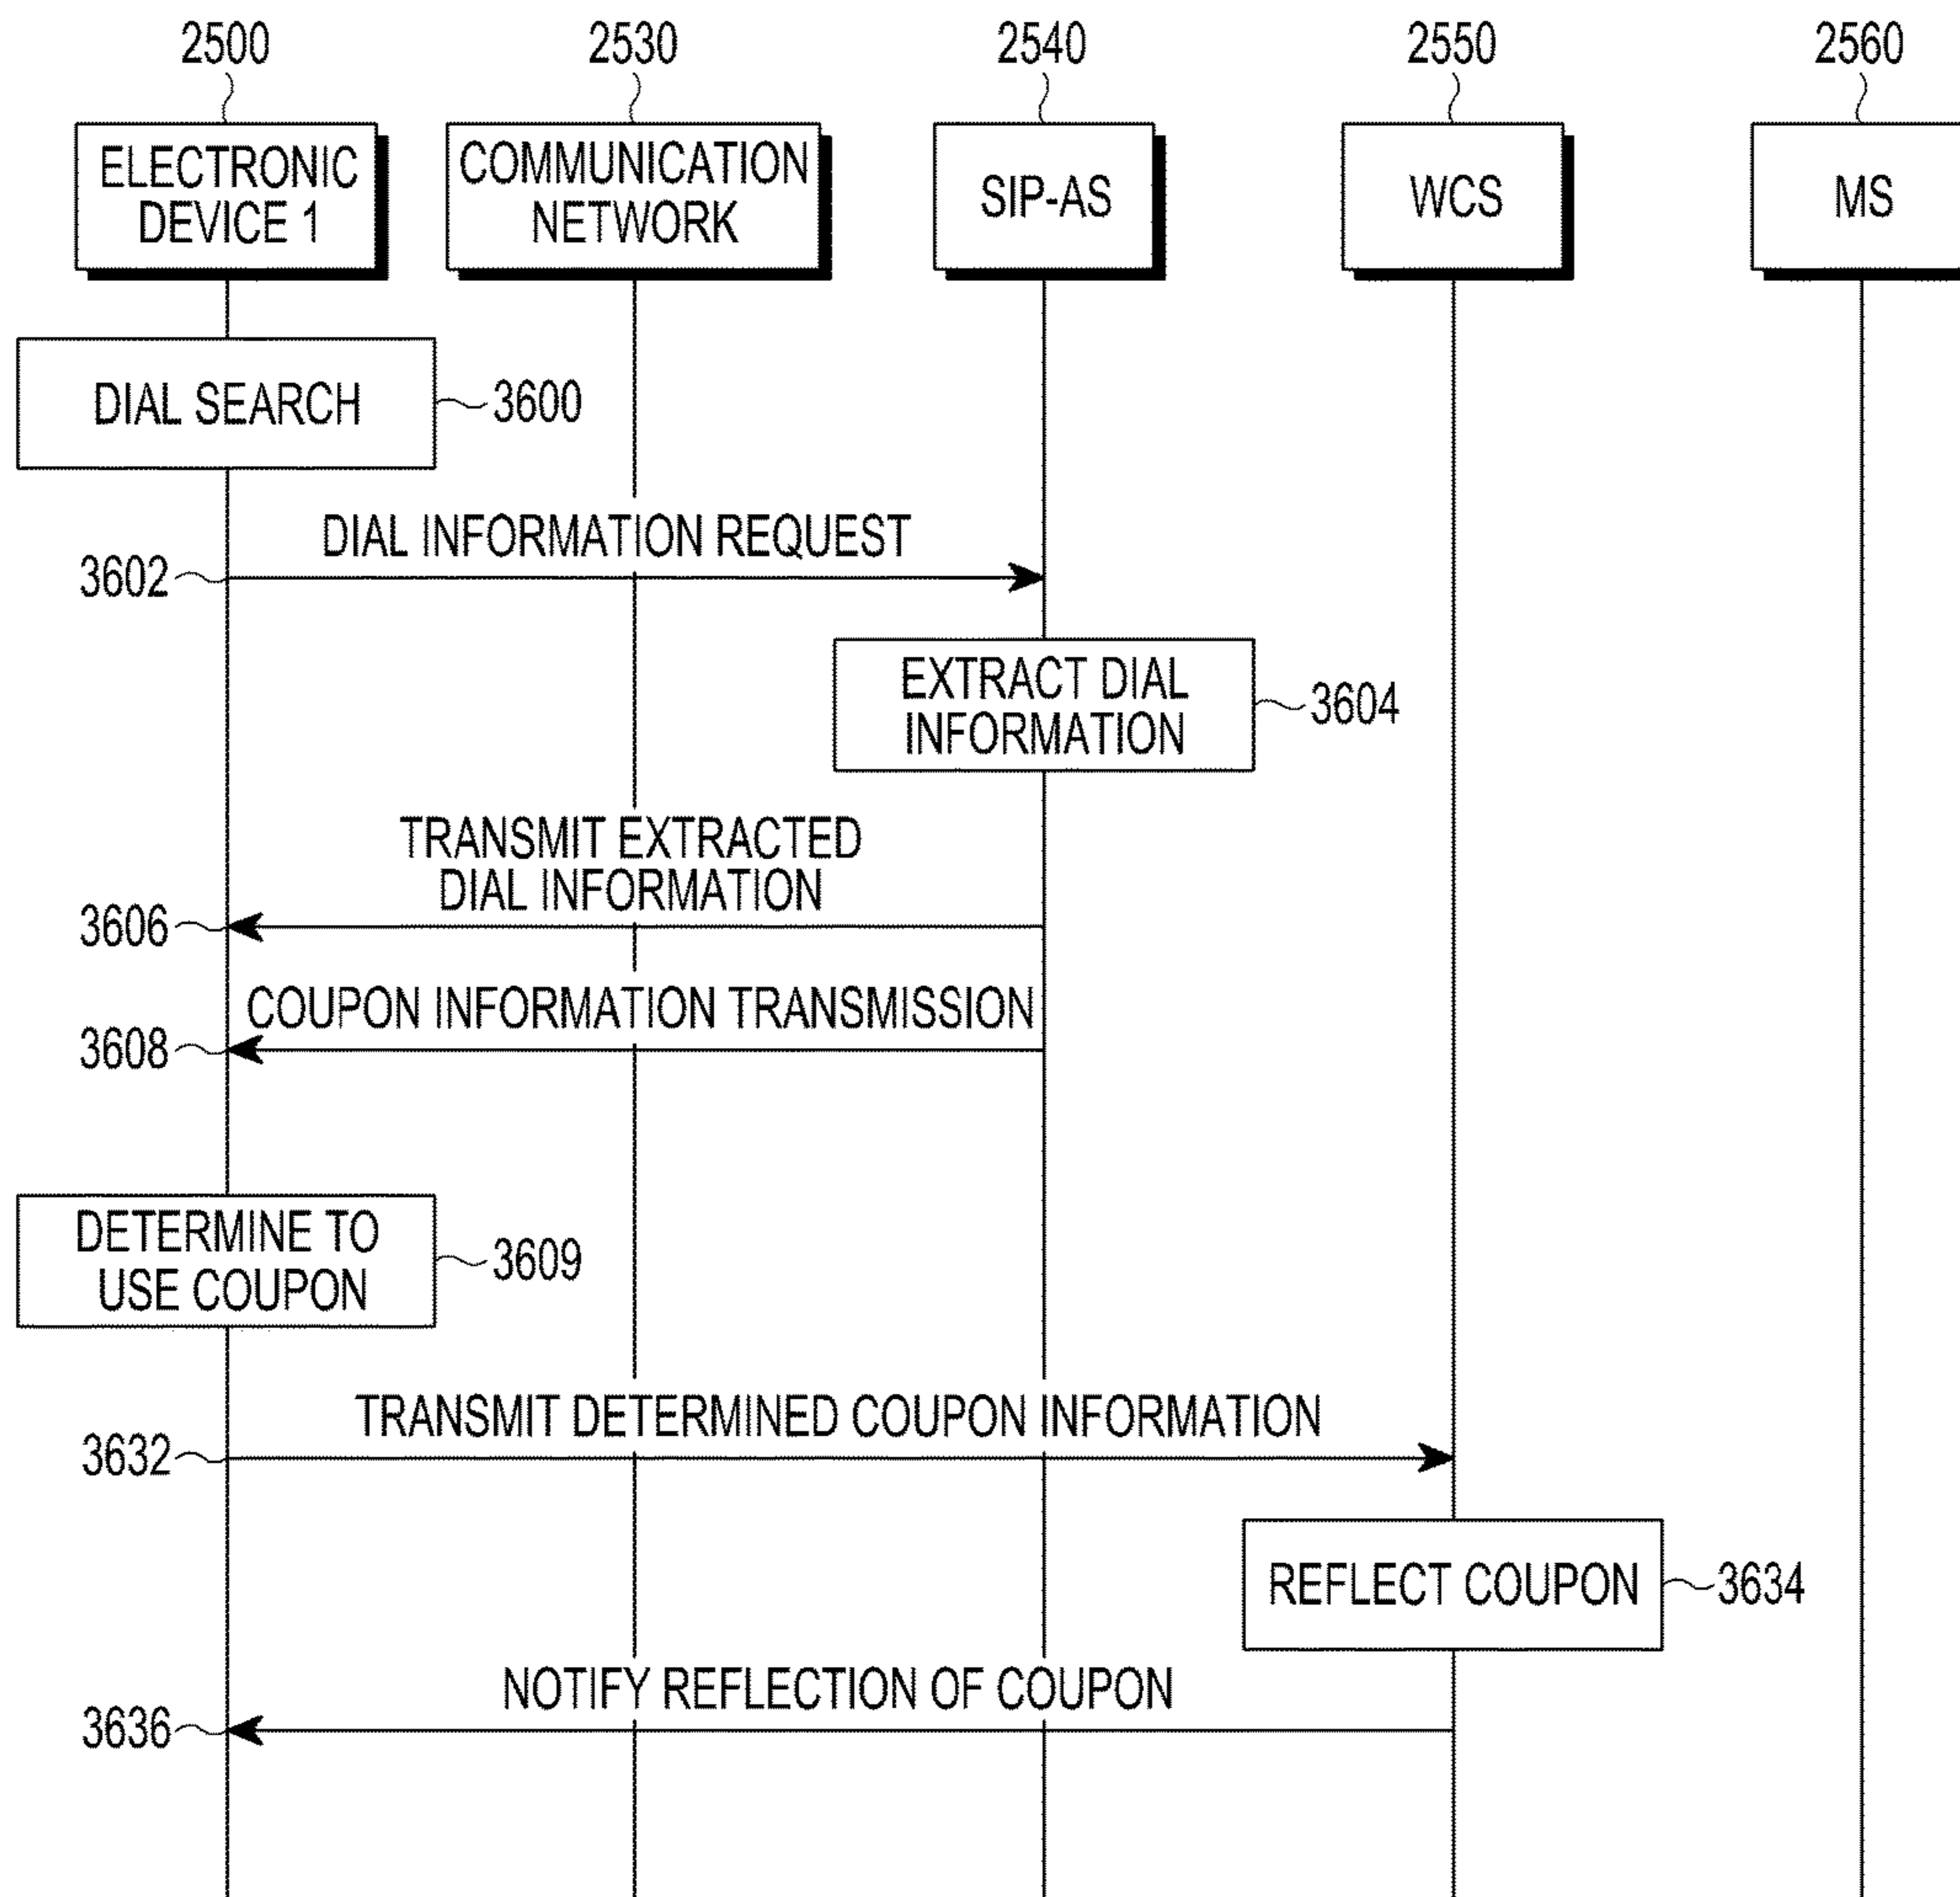 2500
2530
2540
2550
2560
ELECTRONIC
DEVICE 1
COMMUNICATION
NETWORK
SIP-AS
WCS
MS
DIAL SEARCH
3600
DIAL INFORMATION REQUEST
3602
EXTRACT DIAL
INFORMATION
3604
TRANSMIT EXTRACTED
DIAL INFORMATION
3606
COUPON INFORMATION TRANSMISSION
3608
DETERMINE TO
USE COUPON
3609
TRANSMIT DETERMINED COUPON INFORMATION
3632
REFLECT COUPON
3634
NOTIFY REFLECTION OF COUPON
3636